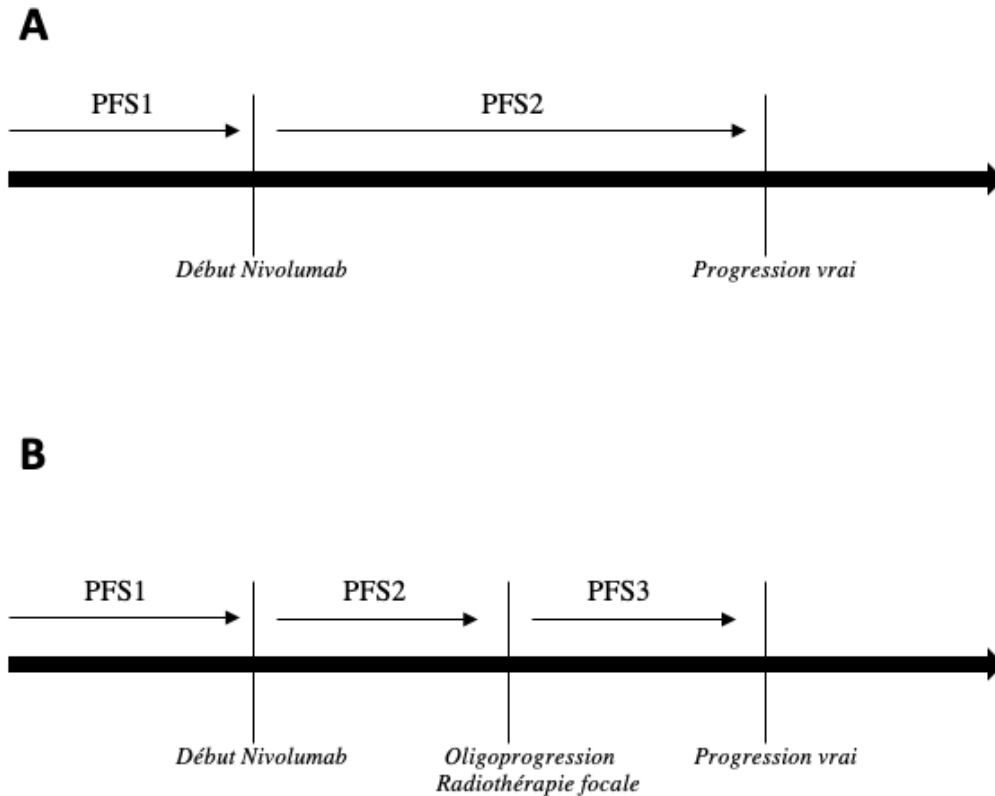 A
PFS1 PFS2
Début Nivolumab Progression vrai
B
PFS1 PFS2 PFS3
Début Nivolumab Oligoprogression Progression vrai
Radiothérapie focale